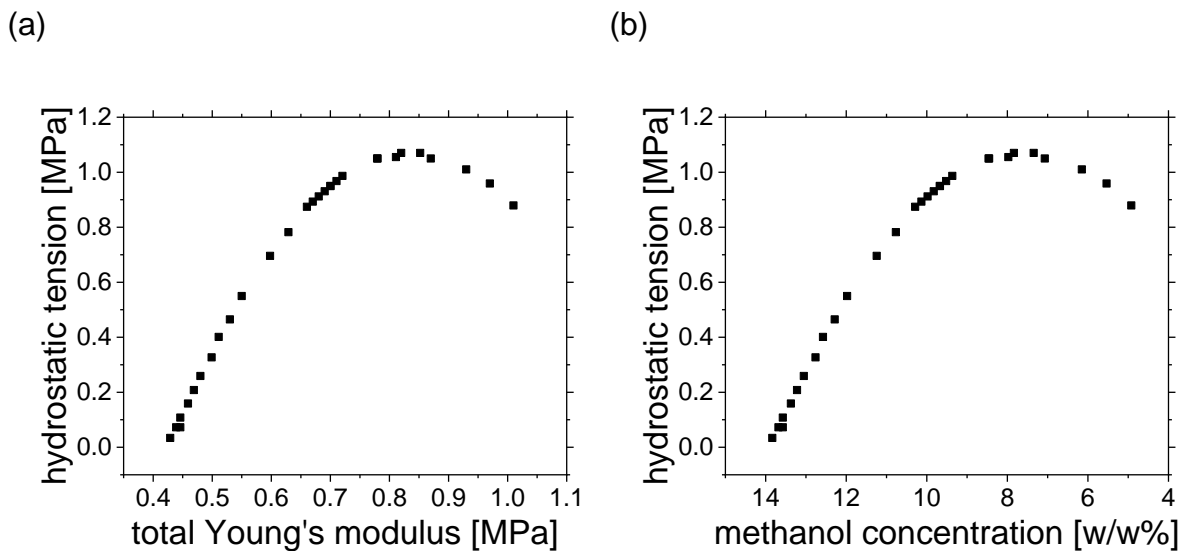 (a)
(b)
hydrostatic tension [MPa]
1.2
1.0
0.8
0.6
0.4
0.2
0.0
0.4 0.5 0.6 0.7 0.8 0.9 1.0 1.1
total Young's modulus [MPa]
hydrostatic tension [MPa]
1.2
1.0
0.8
0.6
0.4
0.2
0.0
14 12 10 8 6 4
methanol concentration [w/w%]